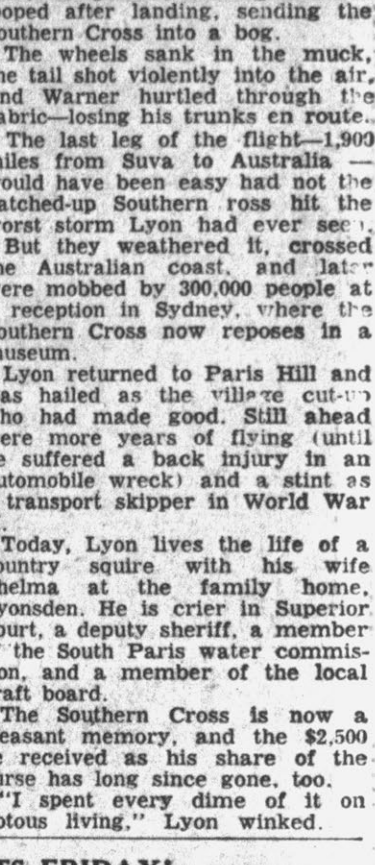 ooped after landing, sending the
outhern Cross into a bog.
The wheels sank in the muck,
he tail shot violently into the air,
nd Warner hurtled through the
abric—losing his trunks en route.
The last leg of the flight—1,900
iles from Suva to Australia —
ould have been easy had not the
atched-up Southern ross hit the
orst storm Lyon had ever seen.
But they weathered it, crossed
he Australian coast, and later
ere mobbed by 300,000 people at
reception in Sydney, where the
outhern Cross now reposes in a
useum.
Lyon returned to Paris Hill and
as hailed as the village cut-up
ho had made good. Still ahead
ere more years of flying (until
e suffered a back injury in an
utomobile wreck) and a stint as
transport skipper in World War
Today, Lyon lives the life of a
ountry squire with his wife
helma at the family home,
yonsden. He is crier in Superior
ourt, a deputy sheriff, a member
the South Paris water commis-
on, and a member of the local
raft board.
The Southern Cross is now a
leasant memory, and the $2,500
e received as his share of the
urse has long since gone, too.
"I spent every dime of it on
otous living," Lyon winked.